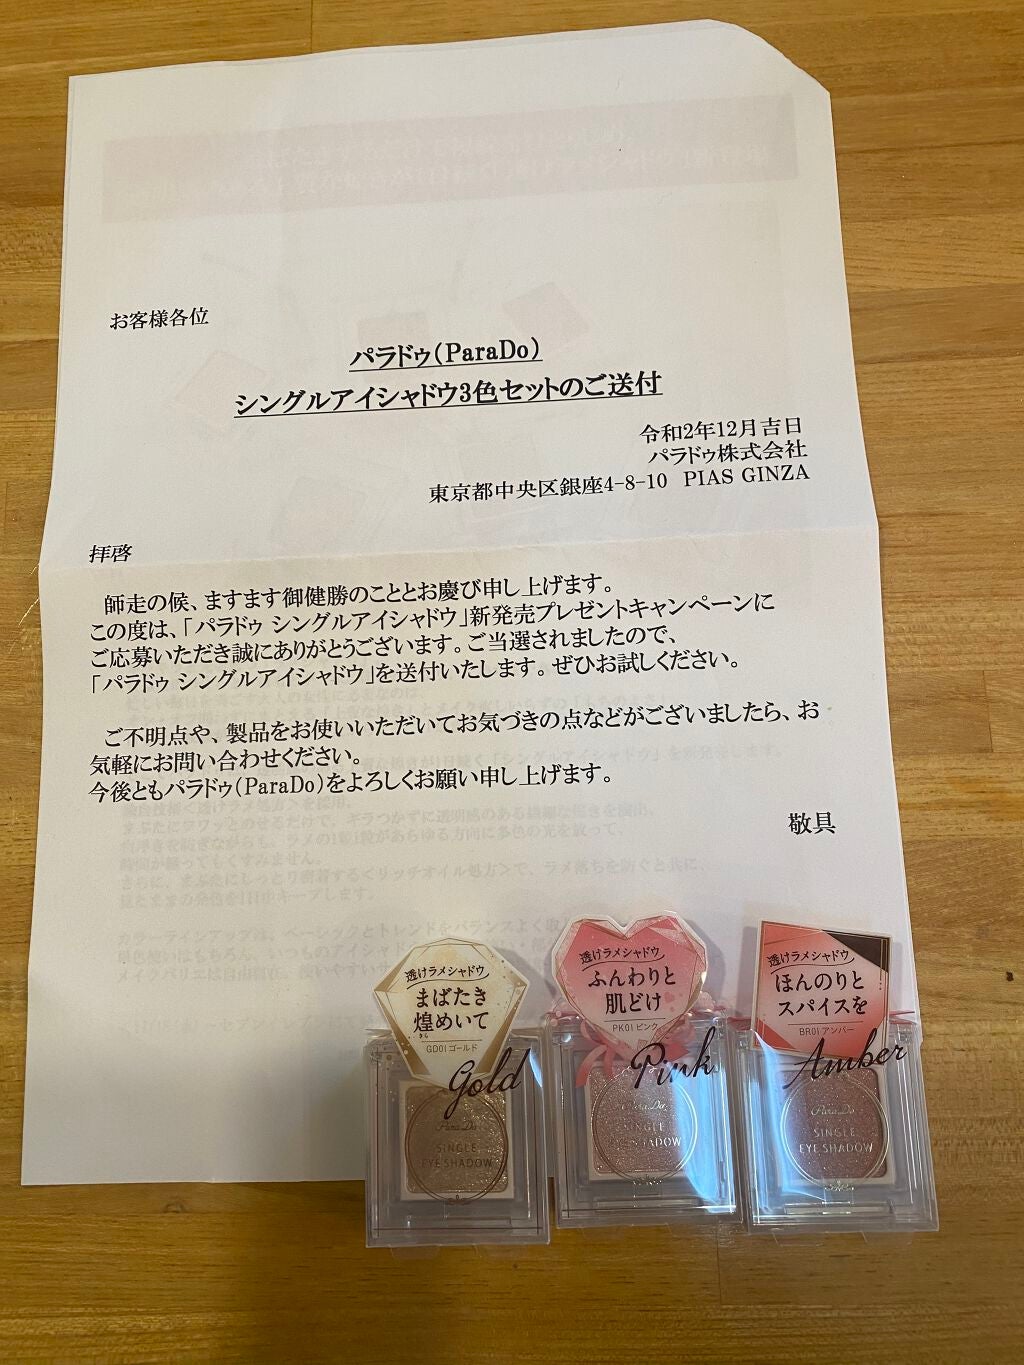 お客様各位
パラドゥ(ParaDo)
シングルアイシャドウ3色セットのご送付
令和2年12月吉日
パラドゥ株式会社
東京都中央区銀座4-8-10 PIAS GINZA
拝啓
師走の候、ますます御健勝のこととお慶び申し上げます。
この度は、「パラドゥ シングルアイシャドウ」新発売プレゼントキャンペーンに
ご応募いただき誠にありがとうございます。ご当選されましたので、
「パラドゥ シングルアイシャドウ」を送付いたします。ぜひお試しください。
ご不明点や、製品をお使いいただいてお気づきの点などがございましたら、お
気軽にお問い合わせください。
今後ともパラドゥ(ParaDo)をよろしくお願い申し上げます。
敬具
透けラメシャドウ
まばたき
煌めいて
きら
GD01 ゴールド
Gold
ParaDo
SINGLE
EYE SHADOW
透けラメシャドウ
ふんわりと
肌どけ
PK01 ピンク
Pink
ParaDo
SINGLE
EYE SHADOW
透けラメシャドウ
ほんのりと
スパイスを
BR01 アンバー
Amber
ParaDo
SINGLE
EYE SHADOW